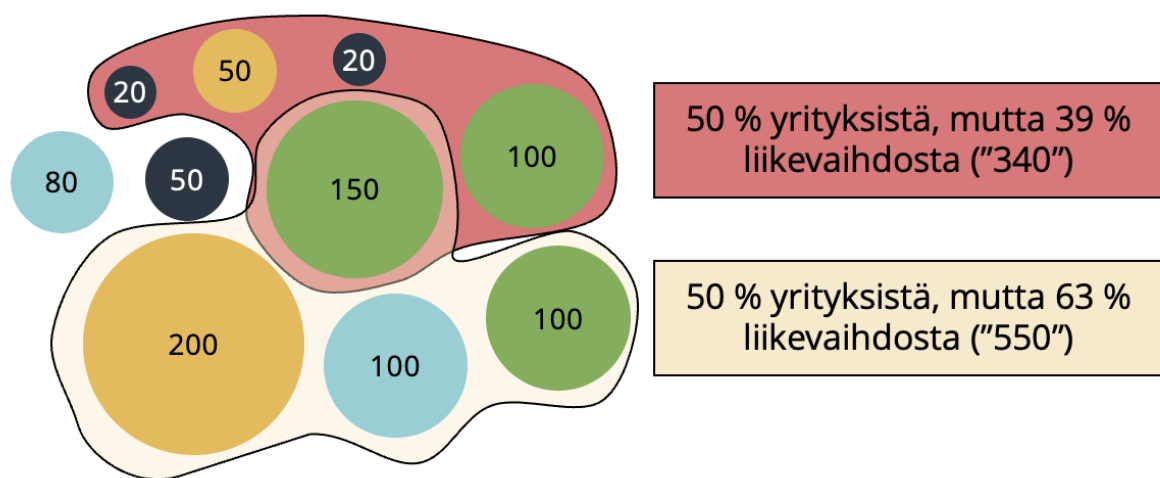 20
50
20
100
80
50
150
200
100
100
50 % yrityksistä, mutta 39 %
liikevaihdosta (”340”)
50 % yrityksistä, mutta 63 %
liikevaihdosta (”550”)